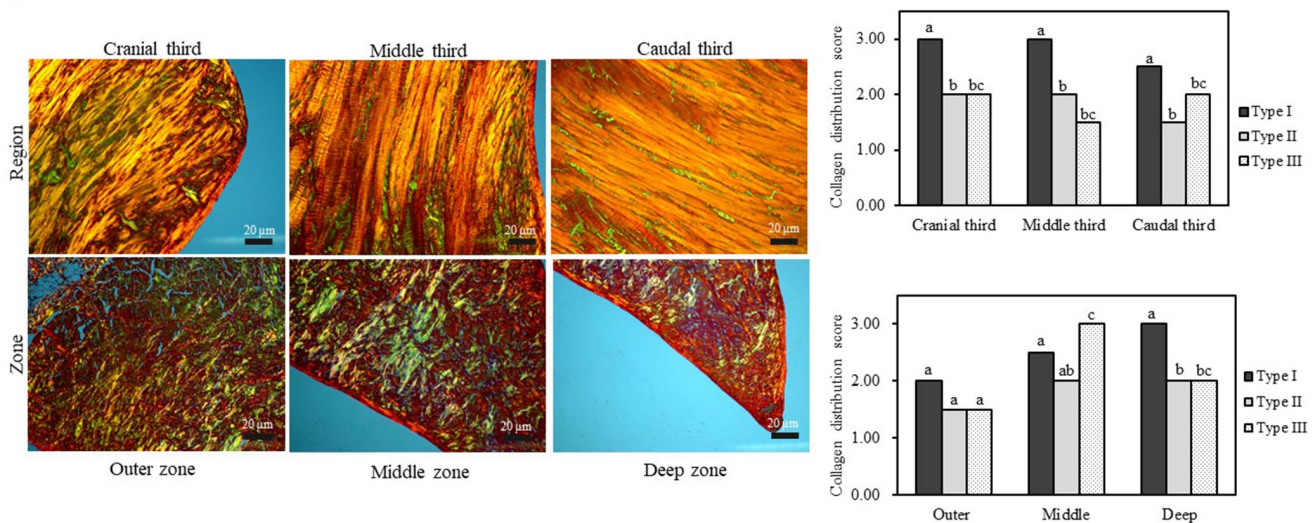 Cranial third
Middle third
Caudal third
Region
20 µm
20 µm
20 µm
Zone
20 µm
20 µm
20 µm
Outer zone
Middle zone
Deep zone
Collagen distribution score
3.00
2.00
1.00
0.00
a
b
bc
a
b
bc
a
b
bc
Cranial third
Middle third
Caudal third
Type I
Type II
Type III
Collagen distribution score
3.00
2.00
1.00
0.00
a
a
a
a
ab
c
a
b
bc
Outer
Middle
Deep
Type I
Type II
Type III